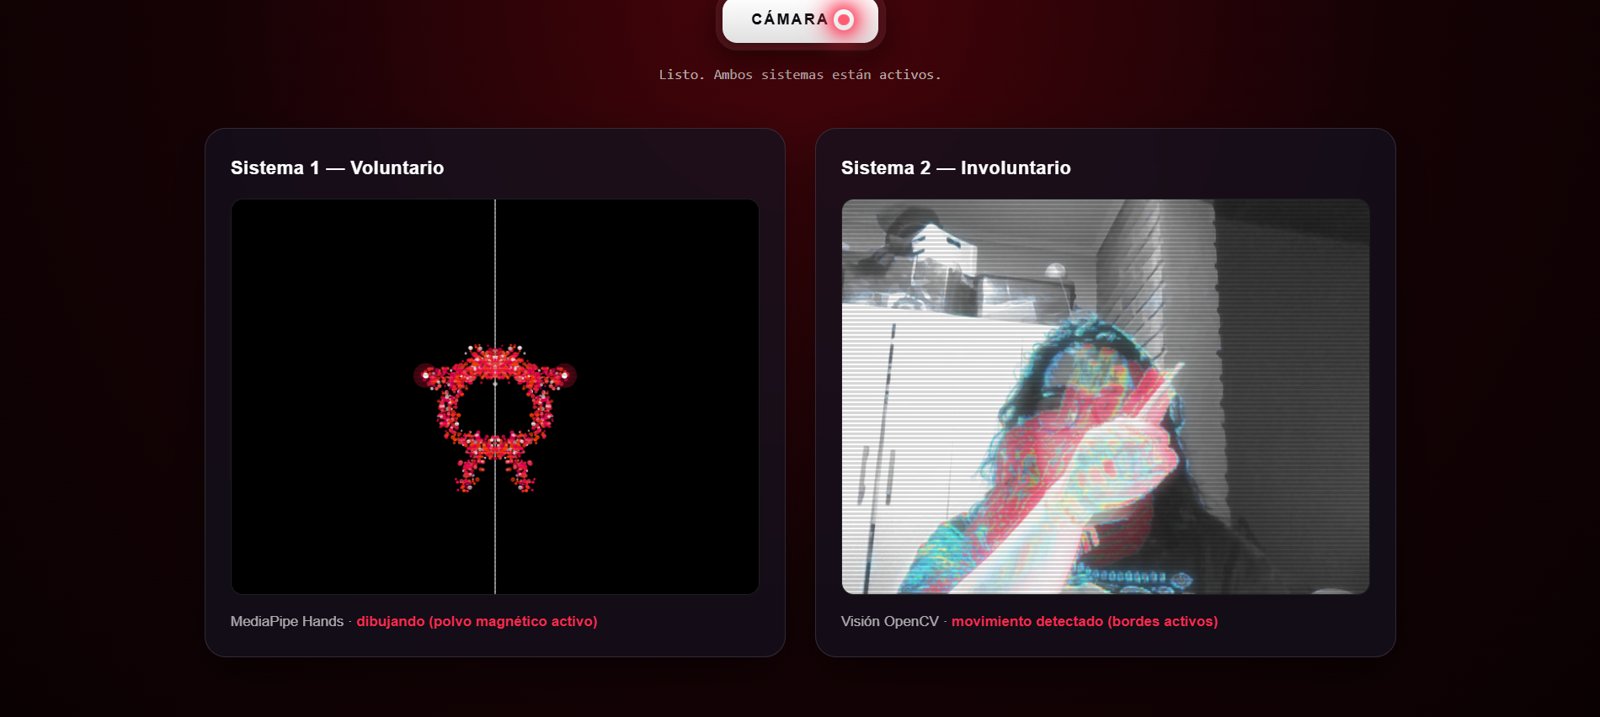 CÁMARA
Listo. Ambos sistemas están activos.
Sistema 1 — Voluntario
Sistema 2 — Involuntario
MediaPipe Hands · dibujando (polvo magnético activo)
Visión OpenCV · movimiento detectado (bordes activos)